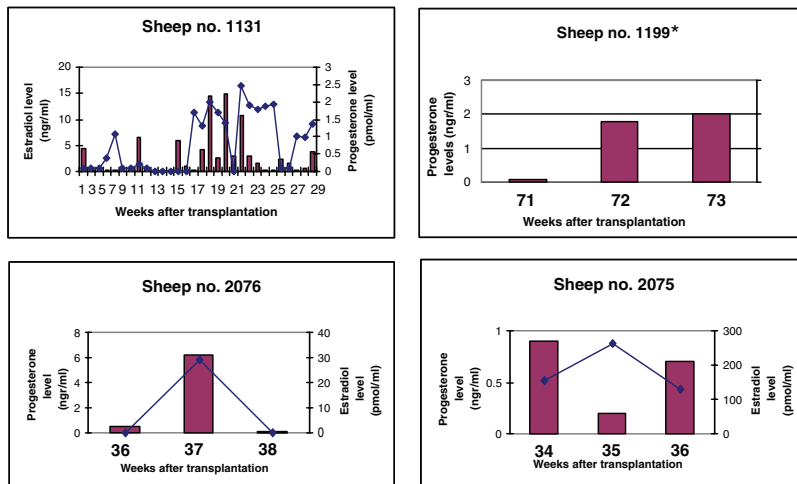 Sheep no. 1131
Estradiol level
(ngr/ml)
20
15
10
5
0
3
2.5
2
1.5
1
0.5
0
Progesterone level
(pmol/ml)
1 3 5 7 9 11 13 15 17 19 21 23 25 27 29
Weeks after transplantation
Sheep no. 1199*
Progesterone
levels (ngr/ml)
3
2
1
0
71 72 73
Weeks after transplantation
Sheep no. 2076
Progesterone
level
(ngr/ml)
8
6
4
2
0
40
30
20
10
0
Estradiol level
(pmol/ml)
36 37 38
Weeks after transplantation
Sheep no. 2075
Progesterone
level
(ngr/ml)
1
0.5
0
300
200
100
0
Estradiol level
(pmol/ml)
34 35 36
Weeks after transplantation